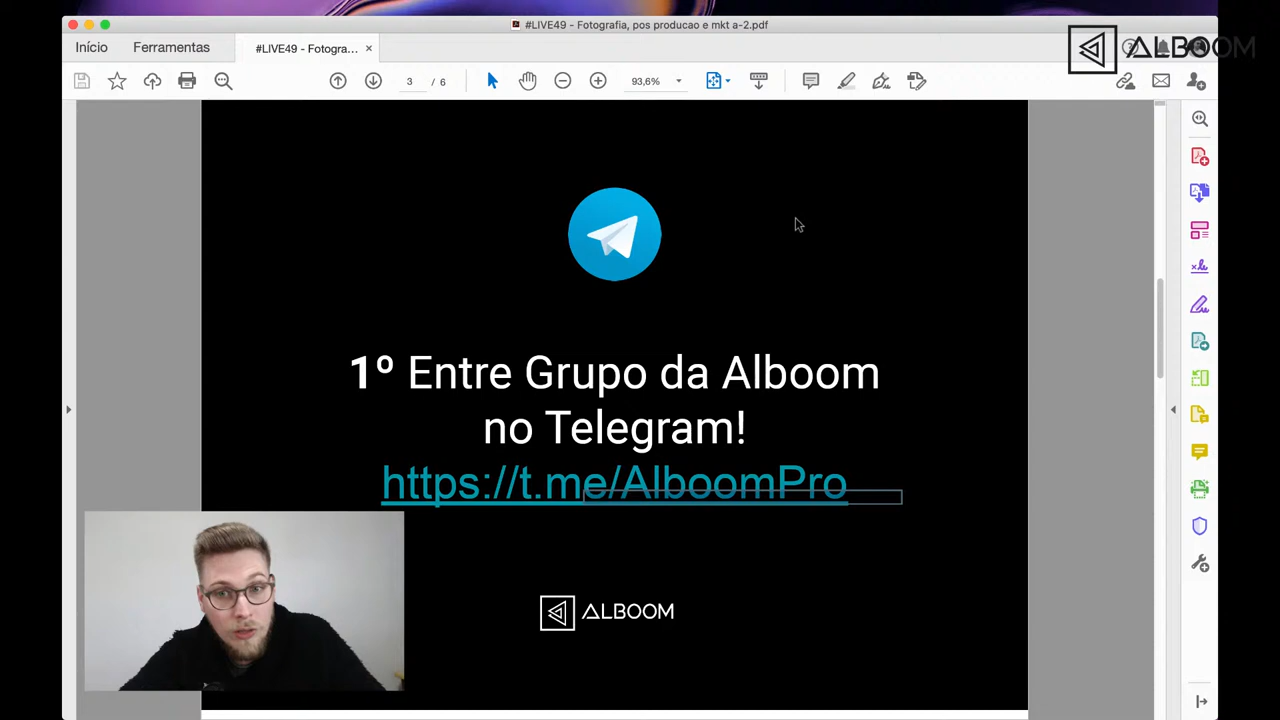 #LIVE49 - Fotografia, pos producao e mkt a-2.pdf
Início
Ferramentas
#LIVE49 - Fotogra...
ALBOOM
3 / 6
93,6%
1º Entre Grupo da Alboom
no Telegram!
https://t.me/AlboomPro
ALBOOM